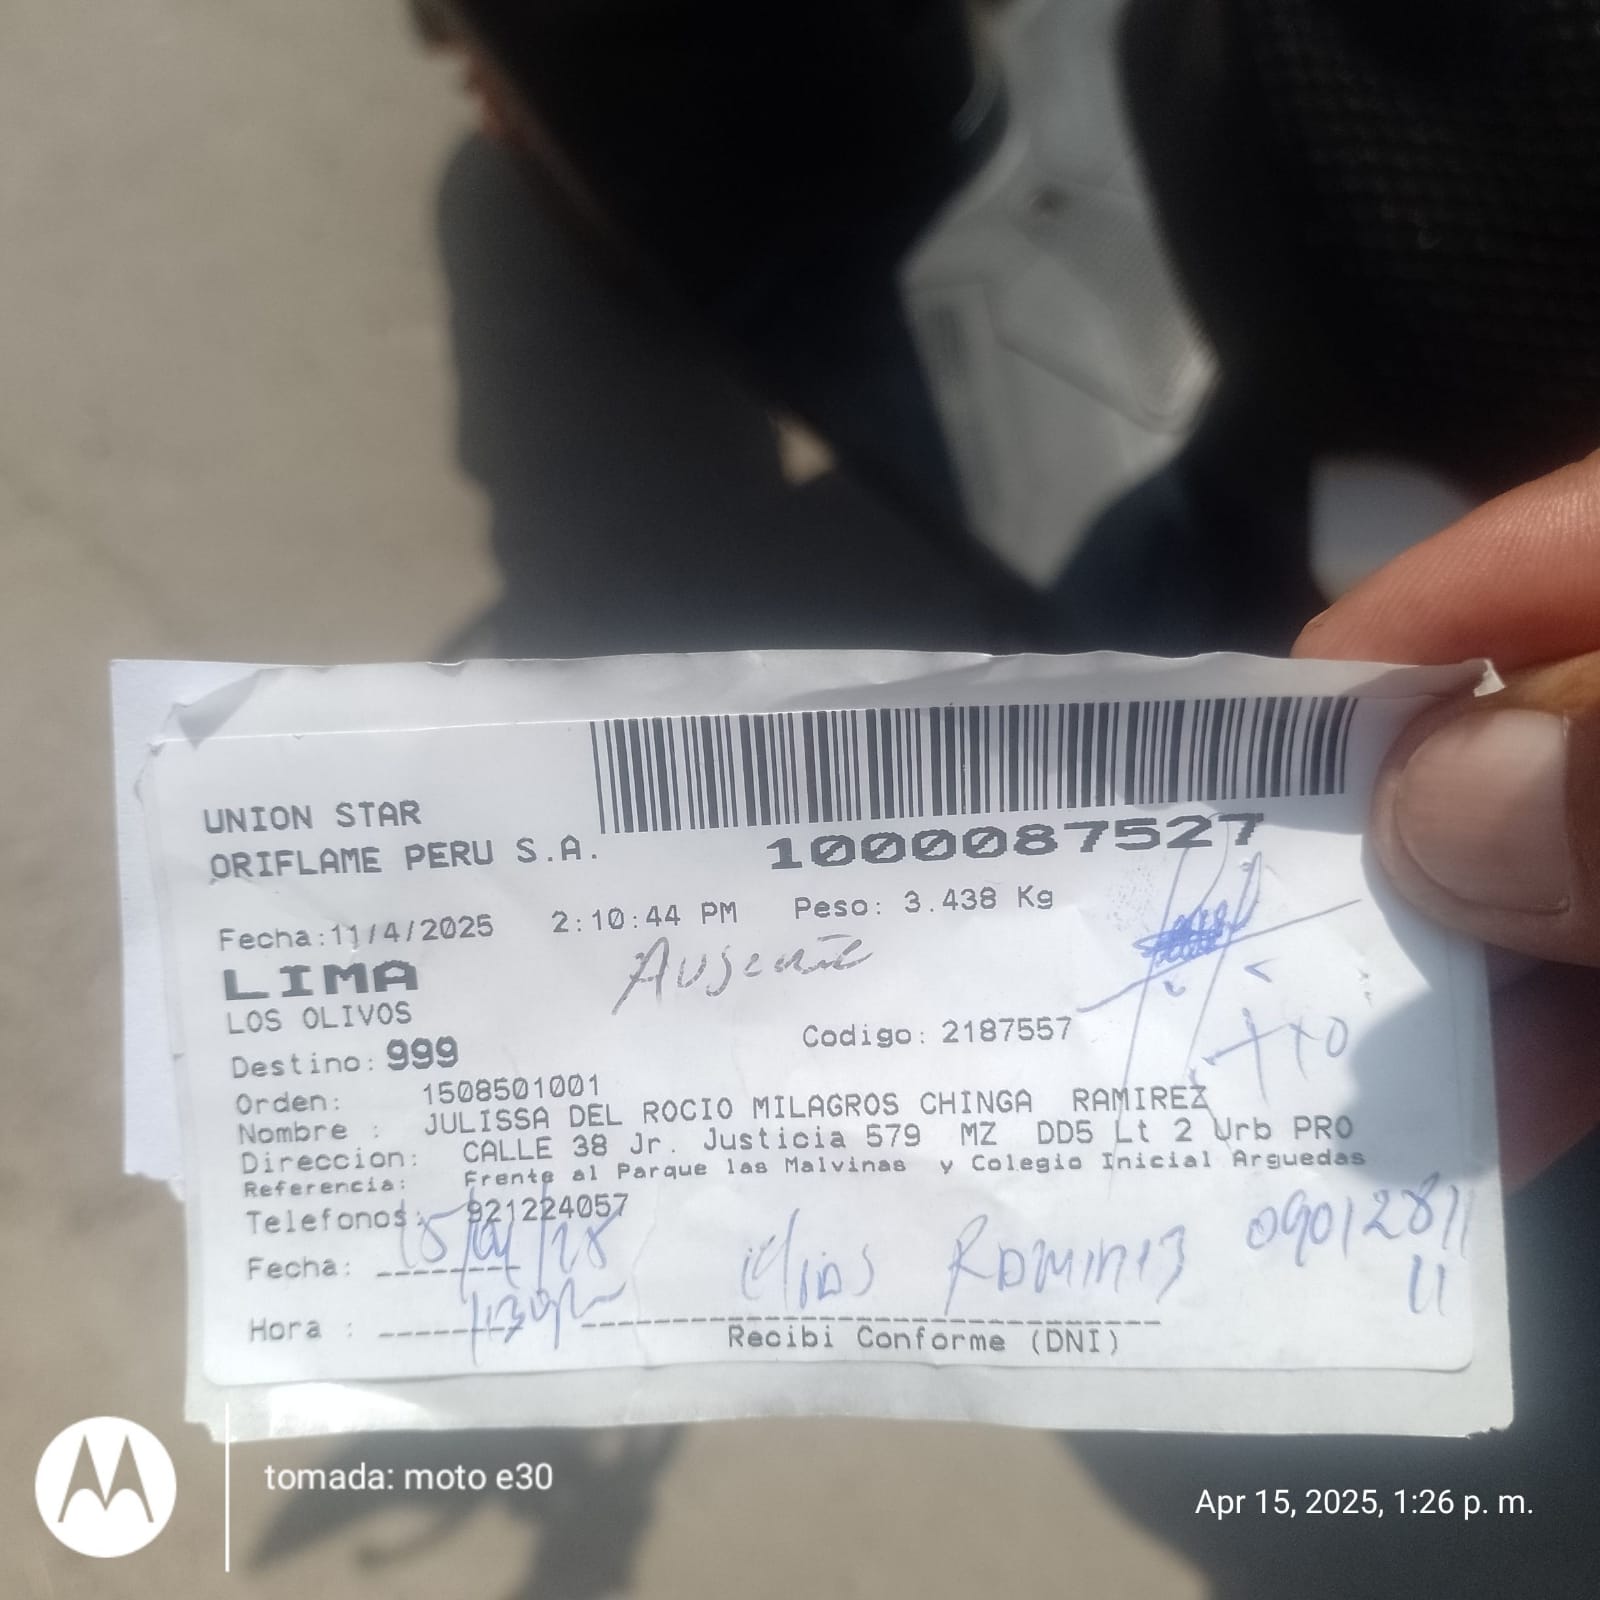 UNION STAR
ORIFLAME PERU S.A.
1000087527
Fecha:11/4/2025 2:10:44 PM Peso: 3.438 Kg
LIMA
Ausente
LOS OLIVOS
Codigo: 2187557
Destino: 999
Orden: 1508501001
Nombre : JULISSA DEL ROCIO MILAGROS CHINGA RAMIREZ
Direccion: CALLE 38 Jr. Justicia 579 MZ DD5 Lt 2 Urb PRO
Referencia: Frente al Parque las Malvinas y Colegio Inicial Arguedas
Telefonos: 921224057
Fecha:
Hora :
Recibi Conforme (DNI)
tomada: moto e30
Apr 15, 2025, 1:26 p. m.